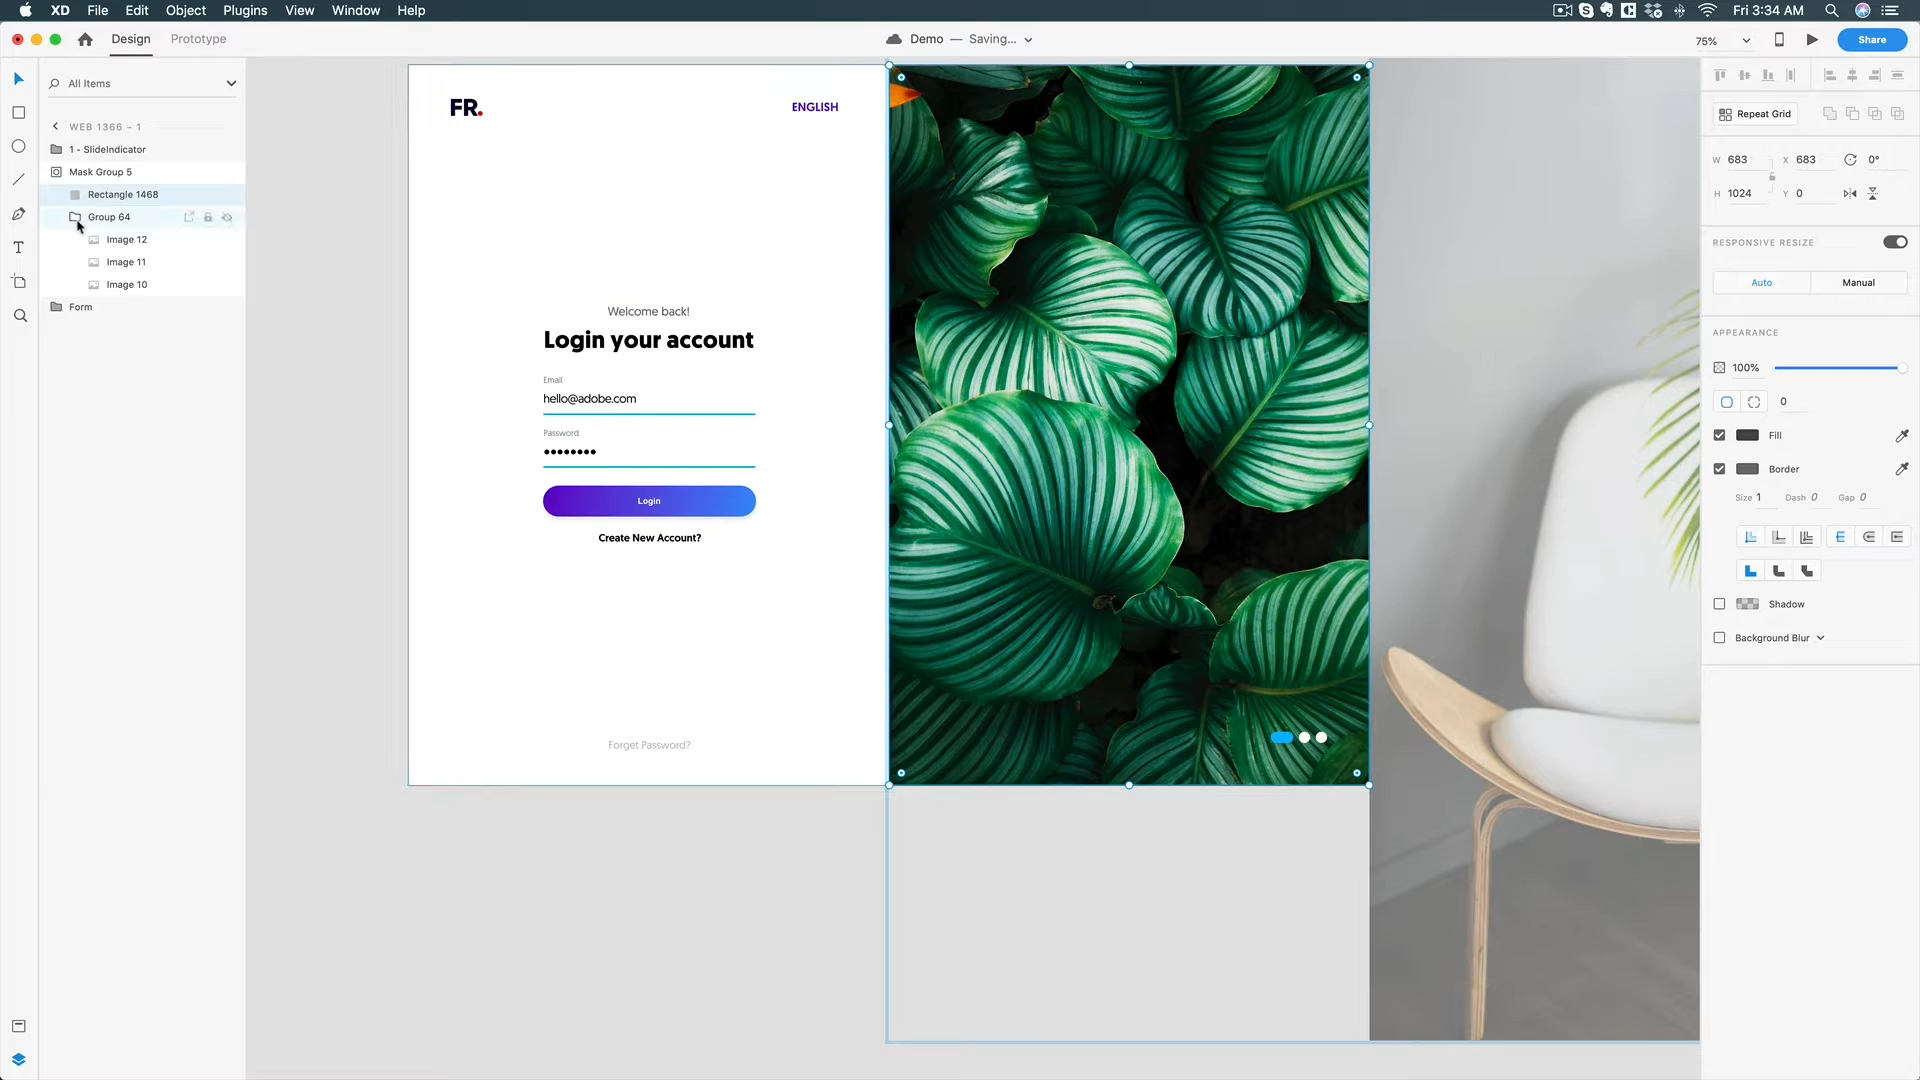 XD File Edit Object Plugins View Window Help
Fri 3:34 AM
Design Prototype
Demo — Saving...
75%
Share
All Items
WEB 1366 – 1
1 - SlideIndicator
Mask Group 5
Rectangle 1468
Group 64
Image 12
Image 11
Image 10
Form
FR.
ENGLISH
Welcome back!
Login your account
Email
hello@adobe.com
Password
••••••••
Login
Create New Account?
Forget Password?
Repeat Grid
W 683 X 683 0°
H 1024 Y 0
RESPONSIVE RESIZE
Auto Manual
APPEARANCE
100%
0
Fill
Border
Size 1 Dash 0 Gap 0
Shadow
Background Blur